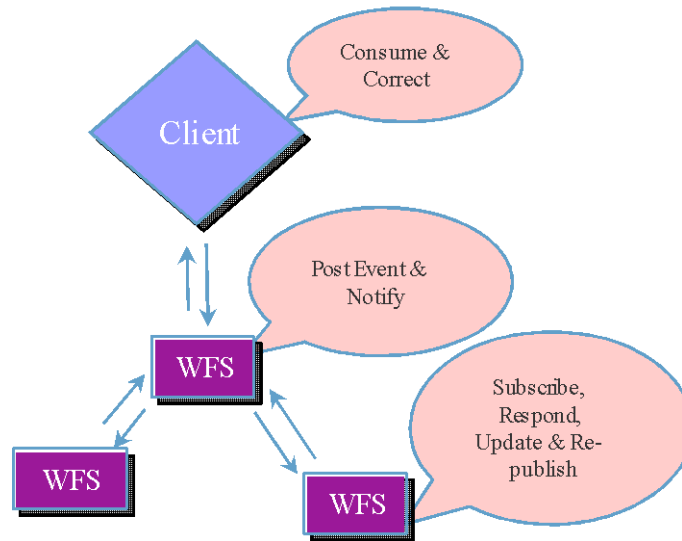 Consume &
Correct
Client
Post Event &
Notify
WFS
Subscribe,
Respond,
Update & Re-
publish
WFS
WFS